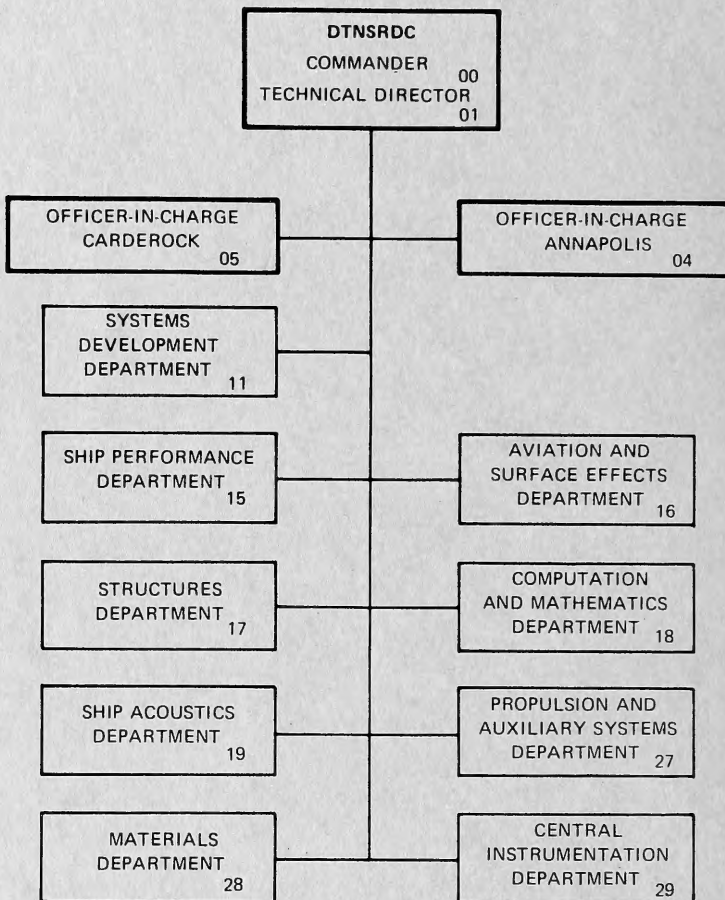 DTNSRDC
COMMANDER 00
TECHNICAL DIRECTOR 01
OFFICER-IN-CHARGE
CARDEROCK 05
OFFICER-IN-CHARGE
ANNAPOLIS 04
SYSTEMS
DEVELOPMENT
DEPARTMENT 11
SHIP PERFORMANCE
DEPARTMENT 15
AVIATION AND
SURFACE EFFECTS
DEPARTMENT 16
STRUCTURES
DEPARTMENT 17
COMPUTATION
AND MATHEMATICS
DEPARTMENT 18
SHIP ACOUSTICS
DEPARTMENT 19
PROPULSION AND
AUXILIARY SYSTEMS
DEPARTMENT 27
MATERIALS
DEPARTMENT 28
CENTRAL
INSTRUMENTATION
DEPARTMENT 29